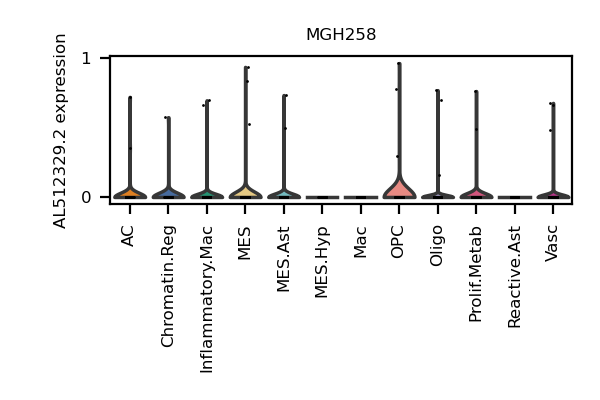 MGH258
AL512329.2 expression
1
0
AC
Chromatin.Reg
Inflammatory.Mac
MES
MES.Ast
MES.Hyp
Mac
OPC
Oligo
Prolif.Metab
Reactive.Ast
Vasc